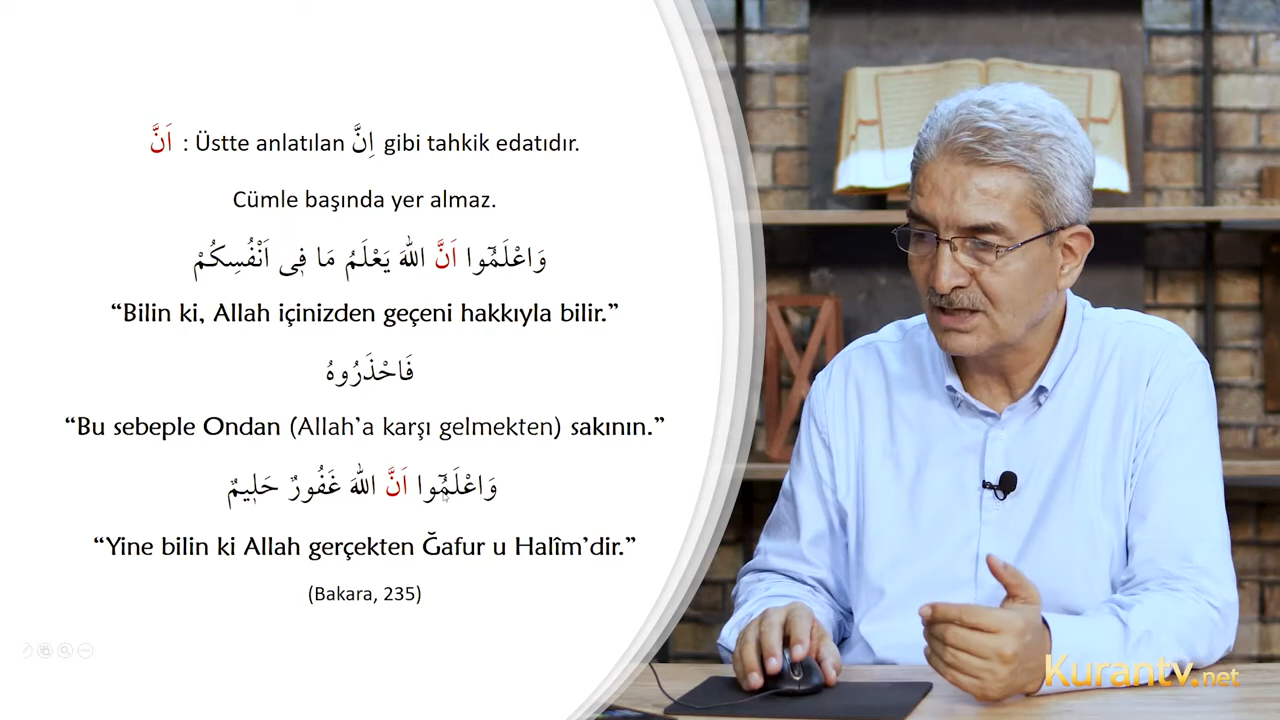 اَنَّ : Üstte anlatılan اِنَّ gibi tahkik edatıdır.
Cümle başında yer almaz.
وَاعْلَمُٓوا اَنَّ اللّٰهَ يَعْلَمُ مَا فٖى اَنْفُسِكُمْ
“Bilin ki, Allah içinizden geçeni hakkıyla bilir.”
فَاحْذَرُوهُ
“Bu sebeple Ondan (Allah’a karşı gelmekten) sakının.”
وَاعْلَمُٓوا اَنَّ اللّٰهَ غَفُورٌ حَلٖيمٌ
“Yine bilin ki Allah gerçekten Ğafur u Halîm’dir.”
(Bakara, 235)
Kurantv.net